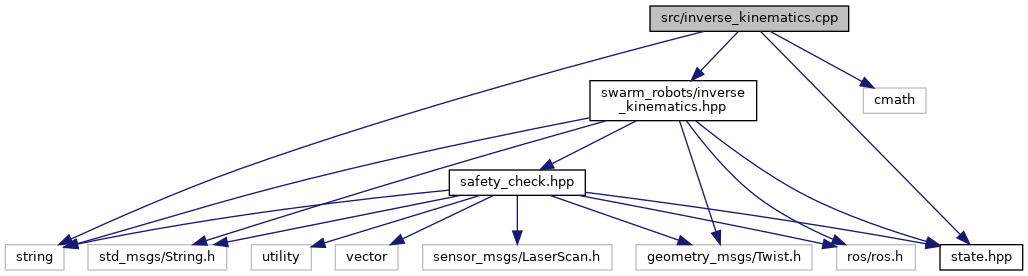 src/inverse_kinematics.cpp
swarm_robots/inverse
_kinematics.hpp
cmath
safety_check.hpp
string
std_msgs/String.h
utility
vector
sensor_msgs/LaserScan.h
geometry_msgs/Twist.h
ros/ros.h
state.hpp